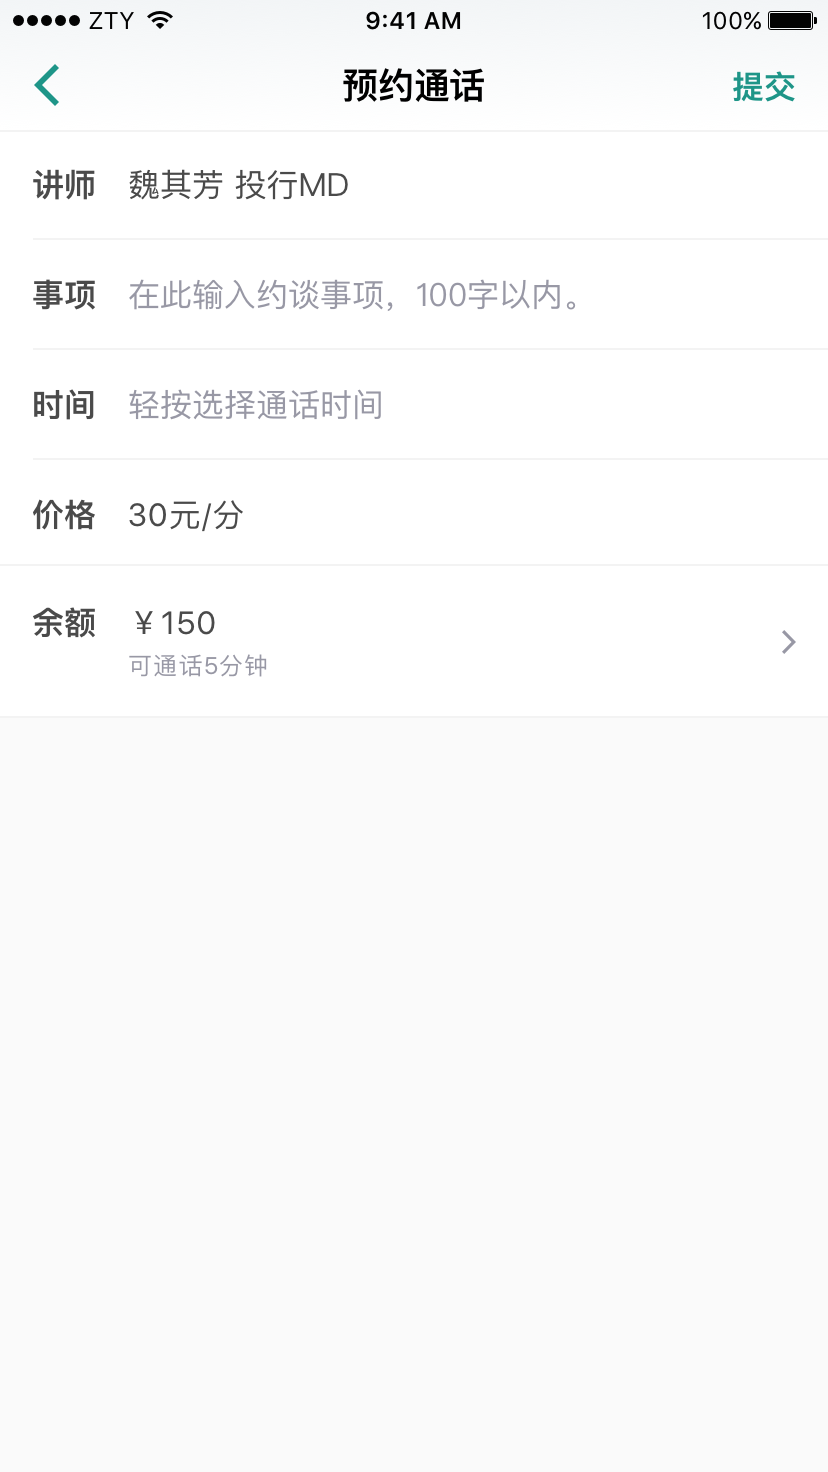 ZTY 9:41 AM 100%
预约通话 提交
讲师 魏其芳 投行MD
事项 在此输入约谈事项，100字以内。
时间 轻按选择通话时间
价格 30元/分
余额 ￥150
可通话5分钟